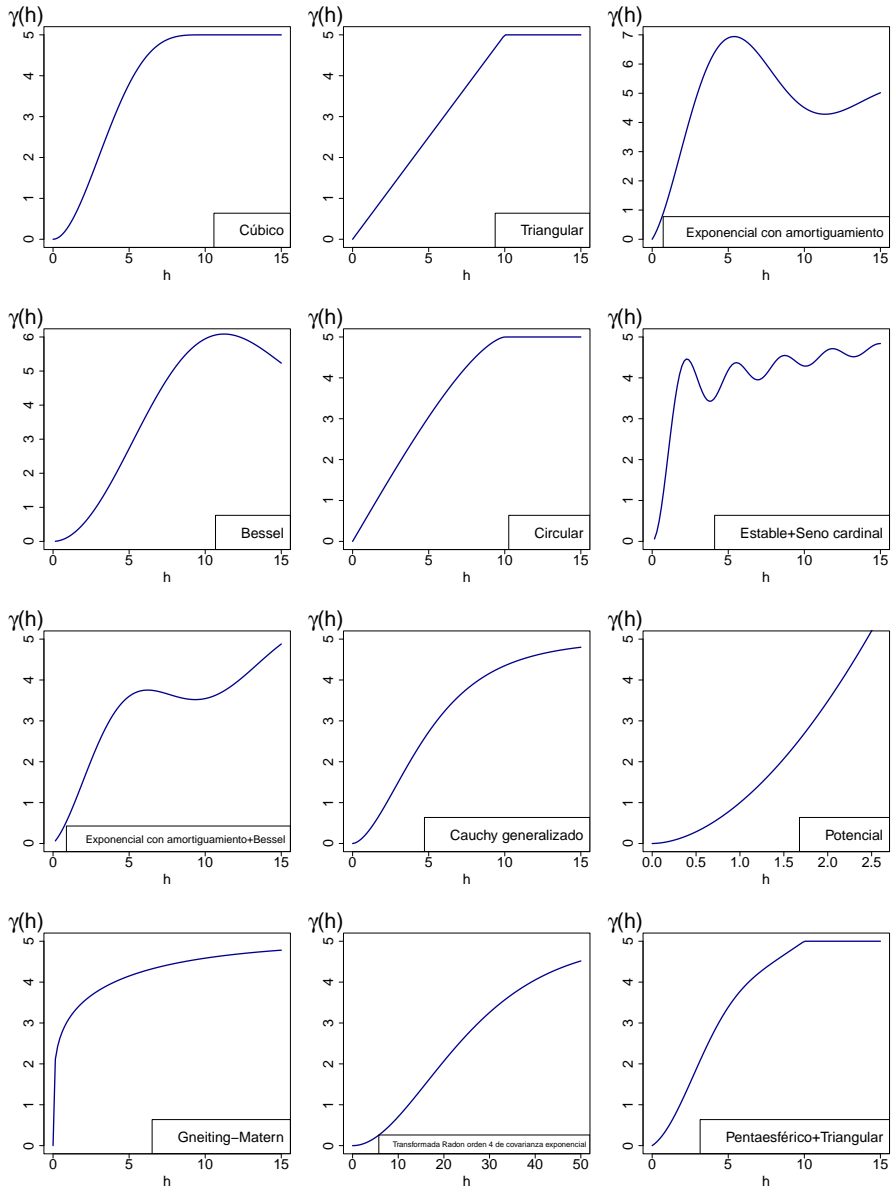 γ(h) γ(h) γ(h)
0 1 2 3 4 5
0 1 2 3 4 5
0 1 2 3 4 5 6 7
Cúbico
Triangular
Exponencial con amortiguamiento
0 5 10 15
0 5 10 15
0 5 10 15
h h h
γ(h) γ(h) γ(h)
0 1 2 3 4 5 6
0 1 2 3 4 5
0 1 2 3 4 5
Bessel
Circular
Estable+Seno cardinal
0 5 10 15
0 5 10 15
0 5 10 15
h h h
γ(h) γ(h) γ(h)
0 1 2 3 4 5
0 1 2 3 4 5
0 1 2 3 4 5
Exponencial con amortiguamiento+Bessel
Cauchy generalizado
Potencial
0 5 10 15
0 5 10 15
0.0 0.5 1.0 1.5 2.0 2.5
h h h
γ(h) γ(h) γ(h)
0 1 2 3 4 5
0 1 2 3 4 5
0 1 2 3 4 5
Gneiting−Matern
Transformada Radon orden 4 de covarianza exponencial
Pentaesférico+Triangular
0 5 10 15
0 10 20 30 40 50
0 5 10 15
h h h